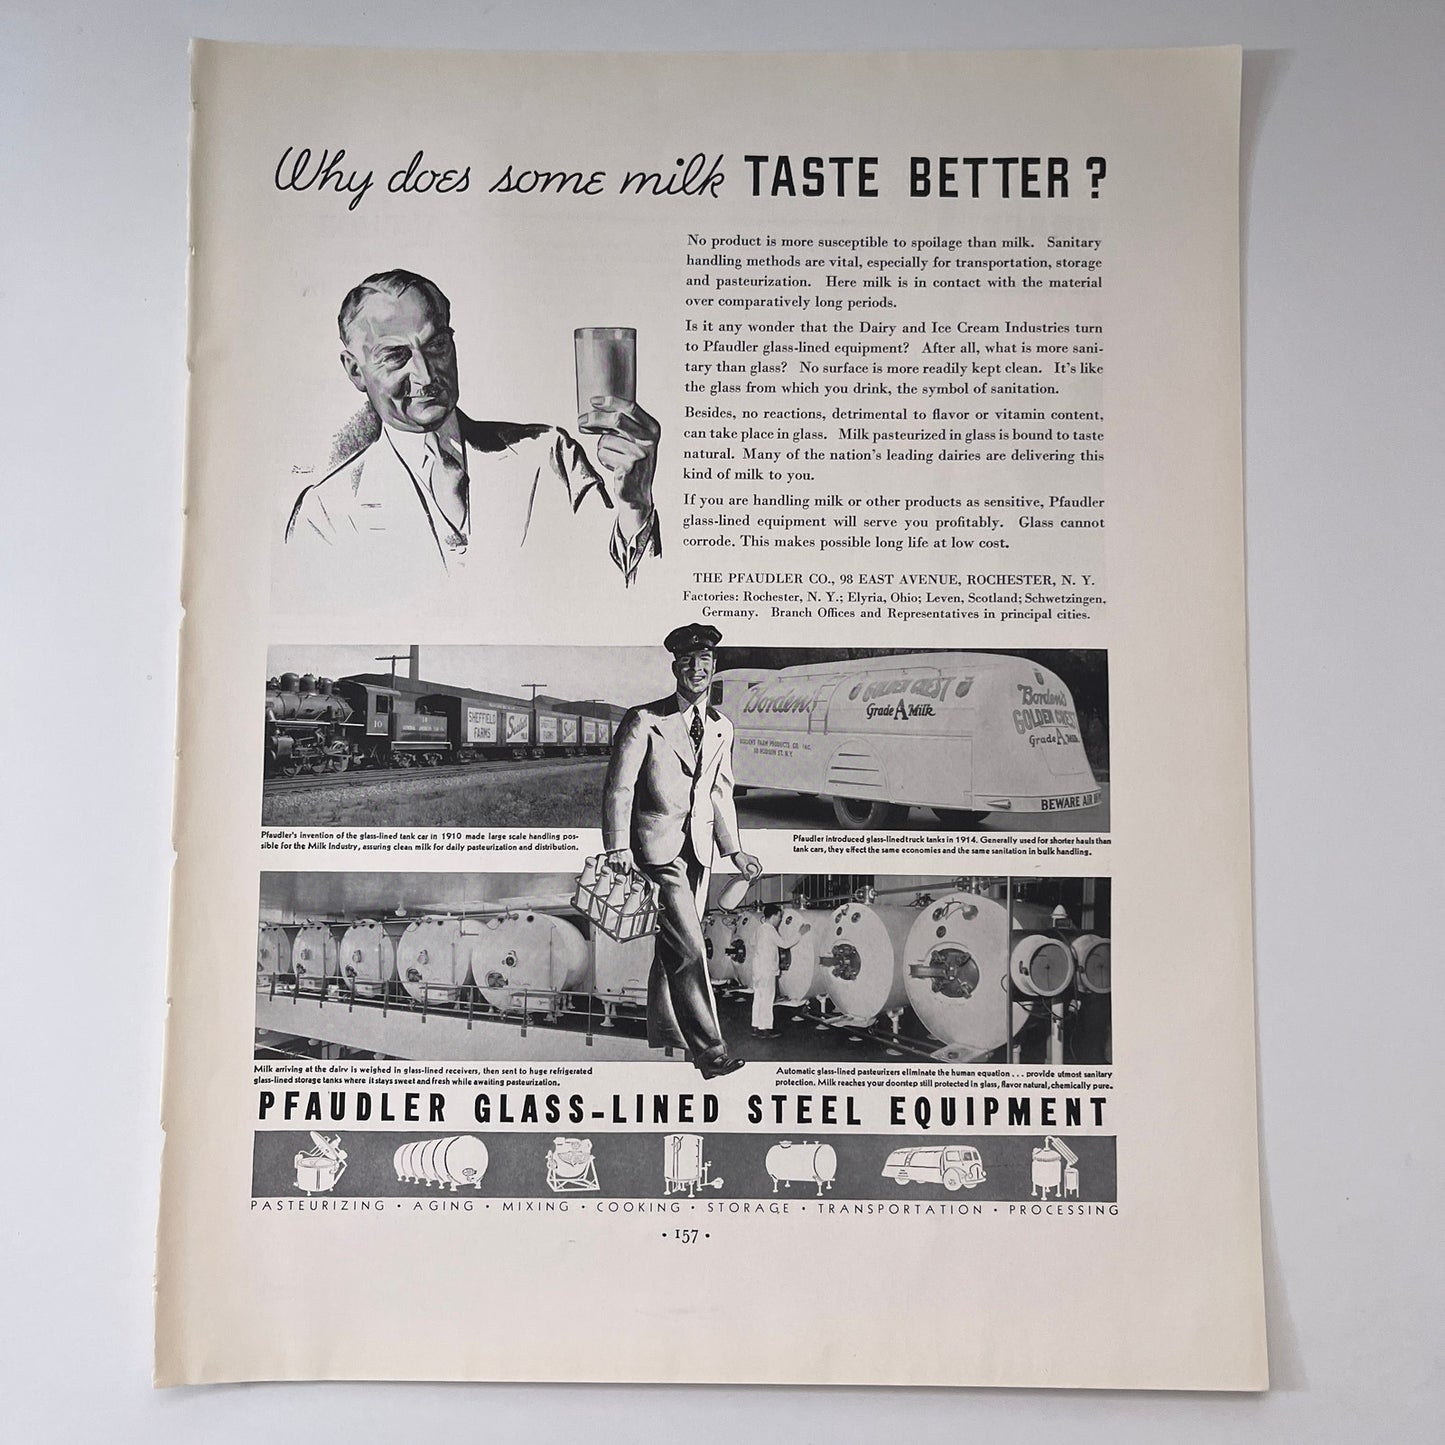 Why does some milk TASTE BETTER?
No product is more susceptible to spoilage than milk. Sanitary
handling methods are vital, especially for transportation, storage
and pasteurization. Here milk is in contact with the material
over comparatively long periods.
Is it any wonder that the Dairy and Ice Cream Industries turn
to Pfaudler glass-lined equipment? After all, what is more sani-
tary than glass? No surface is more readily kept clean. It's like
the glass from which you drink, the symbol of sanitation.
Besides, no reactions, detrimental to flavor or vitamin content,
can take place in glass. Milk pasteurized in glass is bound to taste
natural. Many of the nation's leading dairies are delivering this
kind of milk to you.
If you are handling milk or other products as sensitive, Pfaudler
glass-lined equipment will serve you profitably. Glass cannot
corrode. This makes possible long life at low cost.
THE PFAUDLER CO., 98 EAST AVENUE, ROCHESTER, N. Y.
Factories: Rochester, N. Y.; Elyria, Ohio; Leven, Scotland; Schwetzingen,
Germany. Branch Offices and Representatives in principal cities.
10
SHEFFIELD
FARMS
Borden's
GOLDEN CREST
Grade A Milk
BORDEN'S FARM PRODUCTS CO. INC.
HUDSON ST. N.Y.
Borden's
GOLDEN CREST
Grade A Milk
BEWARE AIR
Pfaudler's invention of the glass-lined tank car in 1910 made large scale handling pos-
sible for the Milk Industry, assuring clean milk for daily pasteurization and distribution.
Pfaudler introduced glass-lined truck tanks in 1914. Generally used for shorter hauls than
tank cars, they effect the same economies and the same sanitation in bulk handling.
Milk arriving at the dairy is weighed in glass-lined receivers, then sent to huge refrigerated
glass-lined storage tanks where it stays sweet and fresh while awaiting pasteurization.
Automatic glass-lined pasteurizers eliminate the human equation . . . provide utmost sanitary
protection. Milk reaches your doorstep still protected in glass, flavor natural, chemically pure.
PFAUDLER GLASS-LINED STEEL EQUIPMENT
PASTEURIZING • AGING • MIXING • COOKING • STORAGE • TRANSPORTATION • PROCESSING
• 157 •